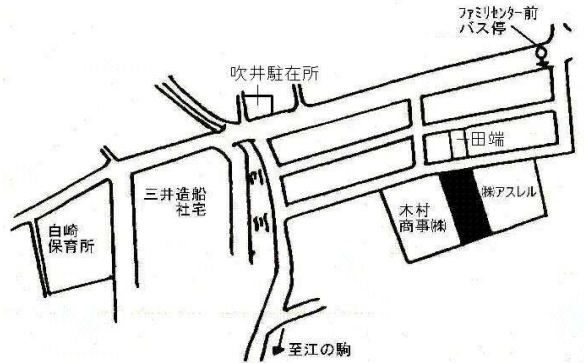 ファミリセンター前
バス停
吹井駐在所
田端
三井造船
社宅
㈱アスレル
木村
商事㈱
白崎
保育所
至江の駒